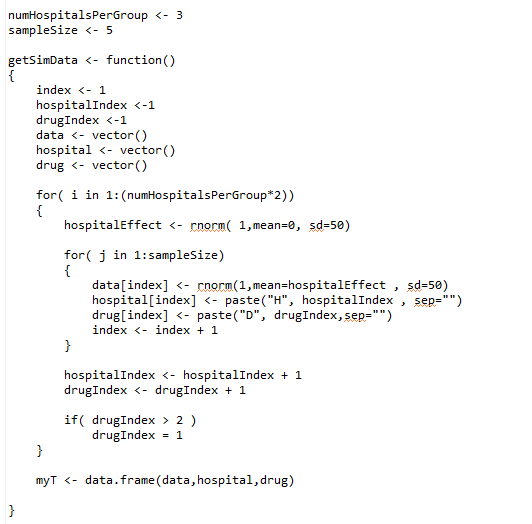 numHospitalsPerGroup <- 3
sampleSize <- 5

getSimData <- function()
{
    index <- 1
    hospitalIndex <-1
    drugIndex <-1
    data <- vector()
    hospital <- vector()
    drug <- vector()

    for( i in 1:(numHospitalsPerGroup*2))
    {
        hospitalEffect <- rnorm( 1,mean=0, sd=50)

        for( j in 1:sampleSize)
        {
            data[index] <- rnorm(1,mean=hospitalEffect , sd=50)
            hospital[index] <- paste("H", hospitalIndex , sep="")
            drug[index] <- paste("D", drugIndex,sep="")
            index <- index + 1
        }

        hospitalIndex <- hospitalIndex + 1
        drugIndex <- drugIndex + 1

        if( drugIndex > 2 )
            drugIndex = 1
    }

    myT <- data.frame(data,hospital,drug)

}